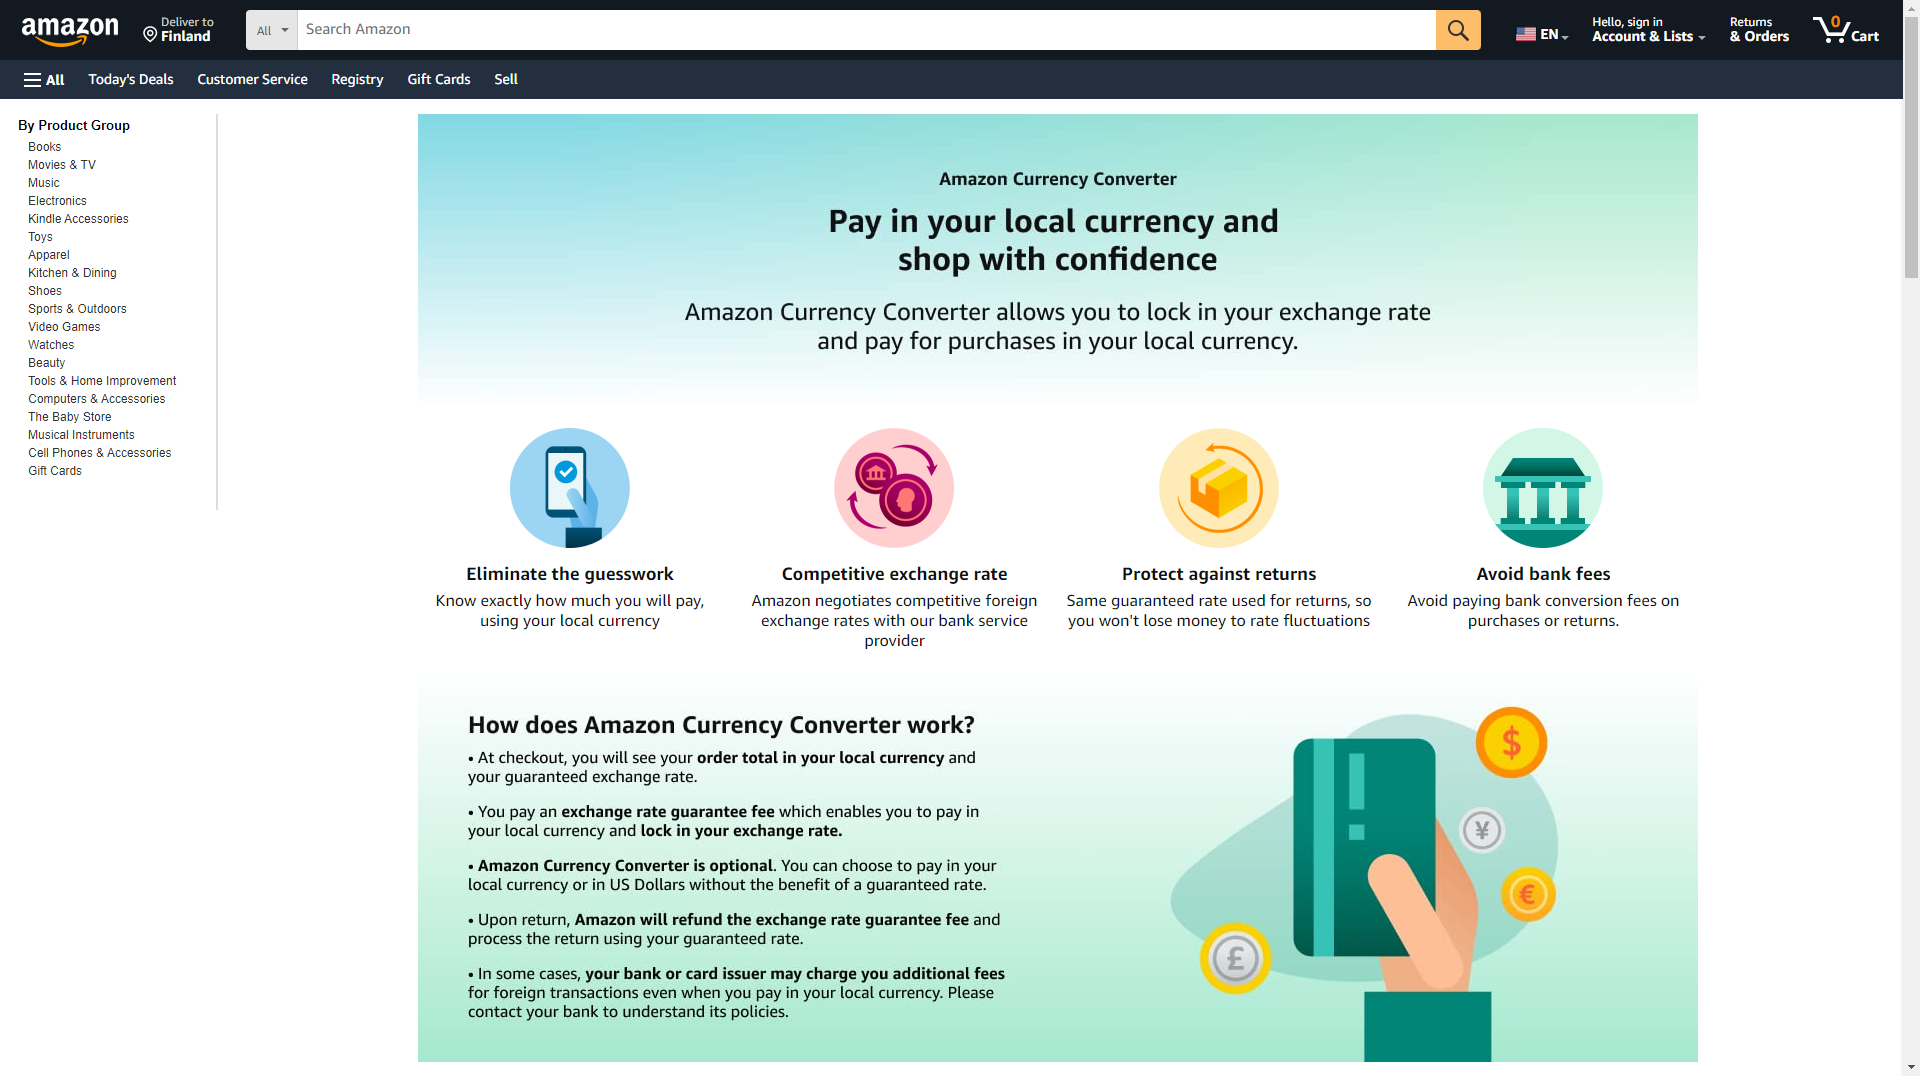 amazon
Deliver to
Finland
All
Search Amazon
EN
Hello, sign in
Account & Lists
Returns
& Orders
0
Cart
All
Today's Deals
Customer Service
Registry
Gift Cards
Sell
By Product Group
Books
Movies & TV
Music
Electronics
Kindle Accessories
Toys
Apparel
Kitchen & Dining
Shoes
Sports & Outdoors
Video Games
Watches
Beauty
Tools & Home Improvement
Computers & Accessories
The Baby Store
Musical Instruments
Cell Phones & Accessories
Gift Cards
Amazon Currency Converter
Pay in your local currency and
shop with confidence
Amazon Currency Converter allows you to lock in your exchange rate
and pay for purchases in your local currency.
Eliminate the guesswork
Know exactly how much you will pay,
using your local currency
Competitive exchange rate
Amazon negotiates competitive foreign
exchange rates with our bank service
provider
Protect against returns
Same guaranteed rate used for returns, so
you won't lose money to rate fluctuations
Avoid bank fees
Avoid paying bank conversion fees on
purchases or returns.
How does Amazon Currency Converter work?
• At checkout, you will see your order total in your local currency and
your guaranteed exchange rate.
• You pay an exchange rate guarantee fee which enables you to pay in
your local currency and lock in your exchange rate.
• Amazon Currency Converter is optional. You can choose to pay in your
local currency or in US Dollars without the benefit of a guaranteed rate.
• Upon return, Amazon will refund the exchange rate guarantee fee and
process the return using your guaranteed rate.
• In some cases, your bank or card issuer may charge you additional fees
for foreign transactions even when you pay in your local currency. Please
contact your bank to understand its policies.
$
¥
€
£